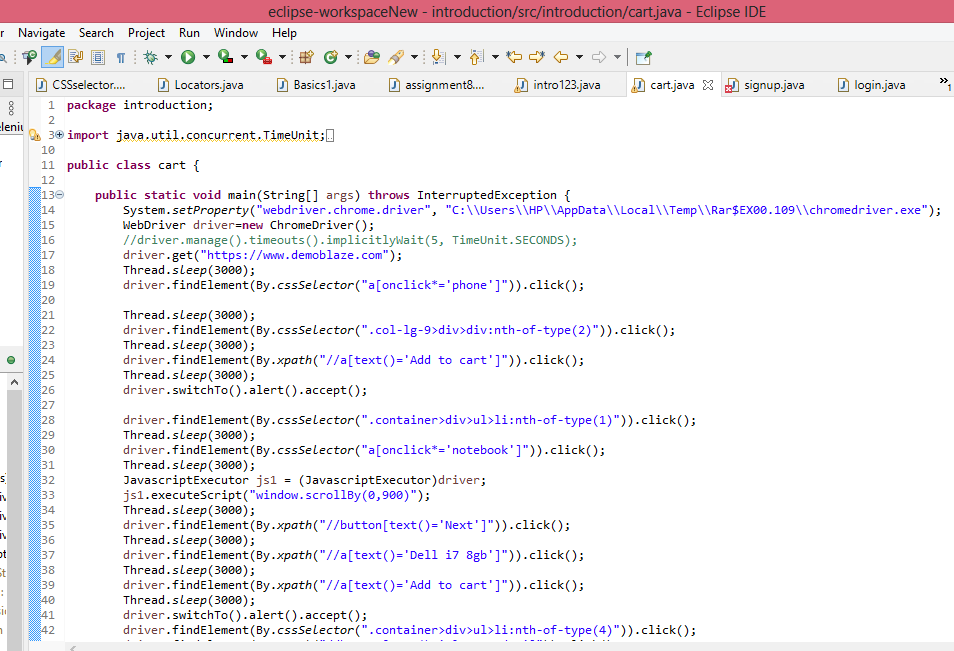 eclipse-workspaceNew - introduction/src/introduction/cart.java - Eclipse IDE
Navigate Search Project Run Window Help
CSSselector.... Locators.java Basics1.java assignment8.... intro123.java cart.java signup.java login.java »1
1 package introduction;
2
3 import java.util.concurrent.TimeUnit;
10
11 public class cart {
12
13 public static void main(String[] args) throws InterruptedException {
14 System.setProperty("webdriver.chrome.driver", "C:\\Users\\HP\\AppData\\Local\\Temp\\Rar$EX00.109\\chromedriver.exe");
15 WebDriver driver=new ChromeDriver();
16 //driver.manage().timeouts().implicitlyWait(5, TimeUnit.SECONDS);
17 driver.get("https://www.demoblaze.com");
18 Thread.sleep(3000);
19 driver.findElement(By.cssSelector("a[onclick*='phone']")).click();
20
21 Thread.sleep(3000);
22 driver.findElement(By.cssSelector(".col-lg-9>div>div:nth-of-type(2)")).click();
23 Thread.sleep(3000);
24 driver.findElement(By.xpath("//a[text()='Add to cart']")).click();
25 Thread.sleep(3000);
26 driver.switchTo().alert().accept();
27
28 driver.findElement(By.cssSelector(".container>div>ul>li:nth-of-type(1)")).click();
29 Thread.sleep(3000);
30 driver.findElement(By.cssSelector("a[onclick*='notebook']")).click();
31 Thread.sleep(3000);
32 JavascriptExecutor js1 = (JavascriptExecutor)driver;
33 js1.executeScript("window.scrollBy(0,900)");
34 Thread.sleep(3000);
35 driver.findElement(By.xpath("//button[text()='Next']")).click();
36 Thread.sleep(3000);
37 driver.findElement(By.xpath("//a[text()='Dell i7 8gb']")).click();
38 Thread.sleep(3000);
39 driver.findElement(By.xpath("//a[text()='Add to cart']")).click();
40 Thread.sleep(3000);
41 driver.switchTo().alert().accept();
42 driver.findElement(By.cssSelector(".container>div>ul>li:nth-of-type(4)")).click();